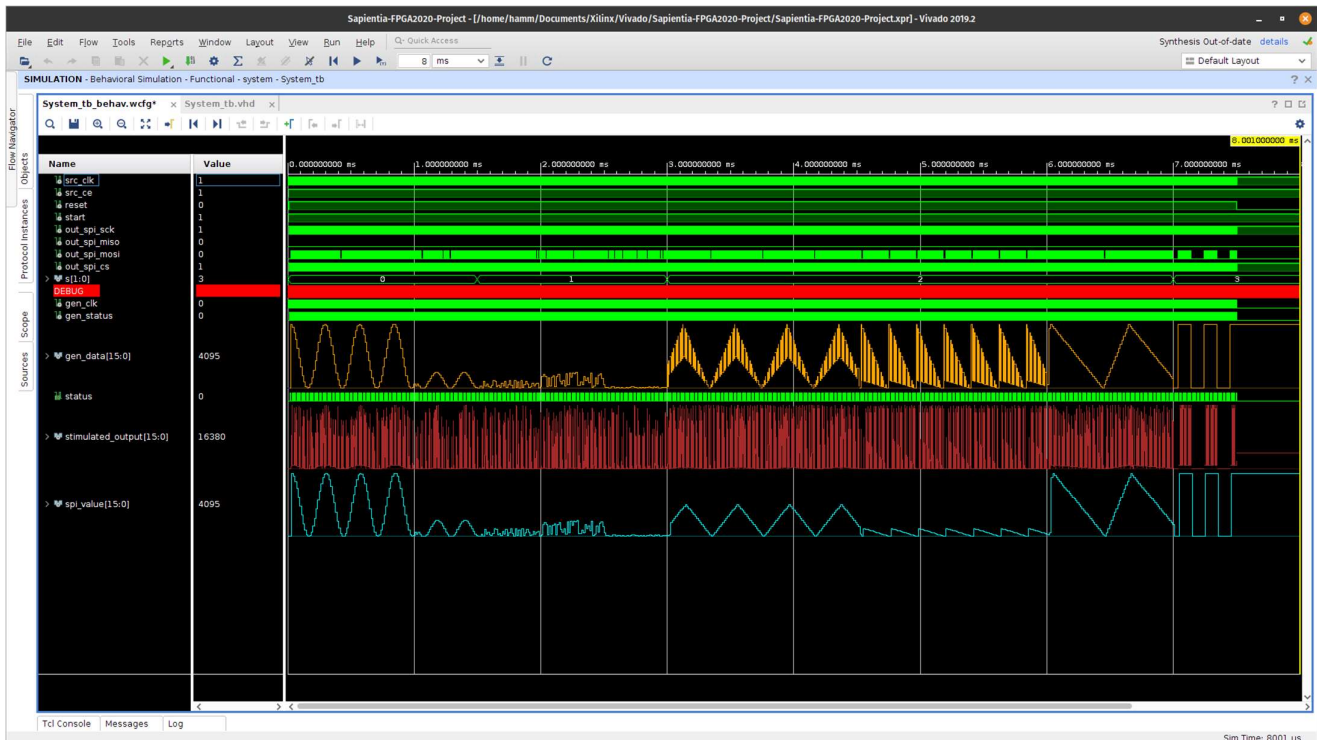 Sapientia-FPGA2020-Project - [/home/hamm/Documents/Xilinx/Vivado/Sapientia-FPGA2020-Project/Sapientia-FPGA2020-Project.xpr] - Vivado 2019.2
File Edit Flow Tools Reports Window Layout View Run Help Q- Quick Access
Synthesis Out-of-date details
8 ms
Default Layout
SIMULATION - Behavioral Simulation - Functional - system - System_tb
Flow Navigator
Objects
Protocol Instances
Scope
Sources
System_tb_behav.wcfg* System_tb.vhd
8.001000000 ms
Name Value
0.000000000 ms 1.000000000 ms 2.000000000 ms 3.000000000 ms 4.000000000 ms 5.000000000 ms 6.000000000 ms 7.000000000 ms
src_clk 1
src_ce 1
reset 0
start 1
out_spi_sck 1
out_spi_miso 0
out_spi_mosi 0
out_spi_cs 1
s[1:0] 3 0 1 2 3
DEBUG
gen_clk 0
gen_status 0
gen_data[15:0] 4095
status 0
stimulated_output[15:0] 16380
spi_value[15:0] 4095
Tcl Console Messages Log
Sim Time: 8001 us